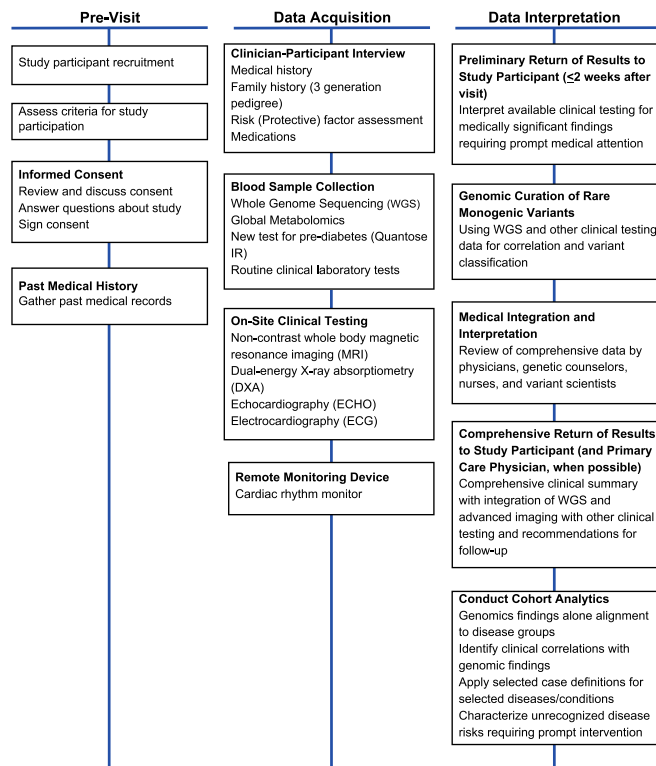 Pre-Visit
Study participant recruitment
Assess criteria for study
participation
Informed Consent
Review and discuss consent
Answer questions about study
Sign consent
Past Medical History
Gather past medical records
Data Acquisition
Clinician-Participant Interview
Medical history
Family history (3 generation
pedigree)
Risk (Protective) factor assessment
Medications
Blood Sample Collection
Whole Genome Sequencing (WGS)
Global Metabolomics
New test for pre-diabetes (Quantose
IR)
Routine clinical laboratory tests
On-Site Clinical Testing
Non-contrast whole body magnetic
resonance imaging (MRI)
Dual-energy X-ray absorptiometry
(DXA)
Echocardiography (ECHO)
Electrocardiography (ECG)
Remote Monitoring Device
Cardiac rhythm monitor
Data Interpretation
Preliminary Return of Results to
Study Participant (≤2 weeks after
visit)
Interpret available clinical testing for
medically significant findings
requiring prompt medical attention
Genomic Curation of Rare
Monogenic Variants
Using WGS and other clinical testing
data for correlation and variant
classification
Medical Integration and
Interpretation
Review of comprehensive data by
physicians, genetic counselors,
nurses, and variant scientists
Comprehensive Return of Results
to Study Participant (and Primary
Care Physician, when possible)
Comprehensive clinical summary
with integration of WGS and
advanced imaging with other clinical
testing and recommendations for
follow-up
Conduct Cohort Analytics
Genomics findings alone alignment
to disease groups
Identify clinical correlations with
genomic findings
Apply selected case definitions for
selected diseases/conditions
Characterize unrecognized disease
risks requiring prompt intervention